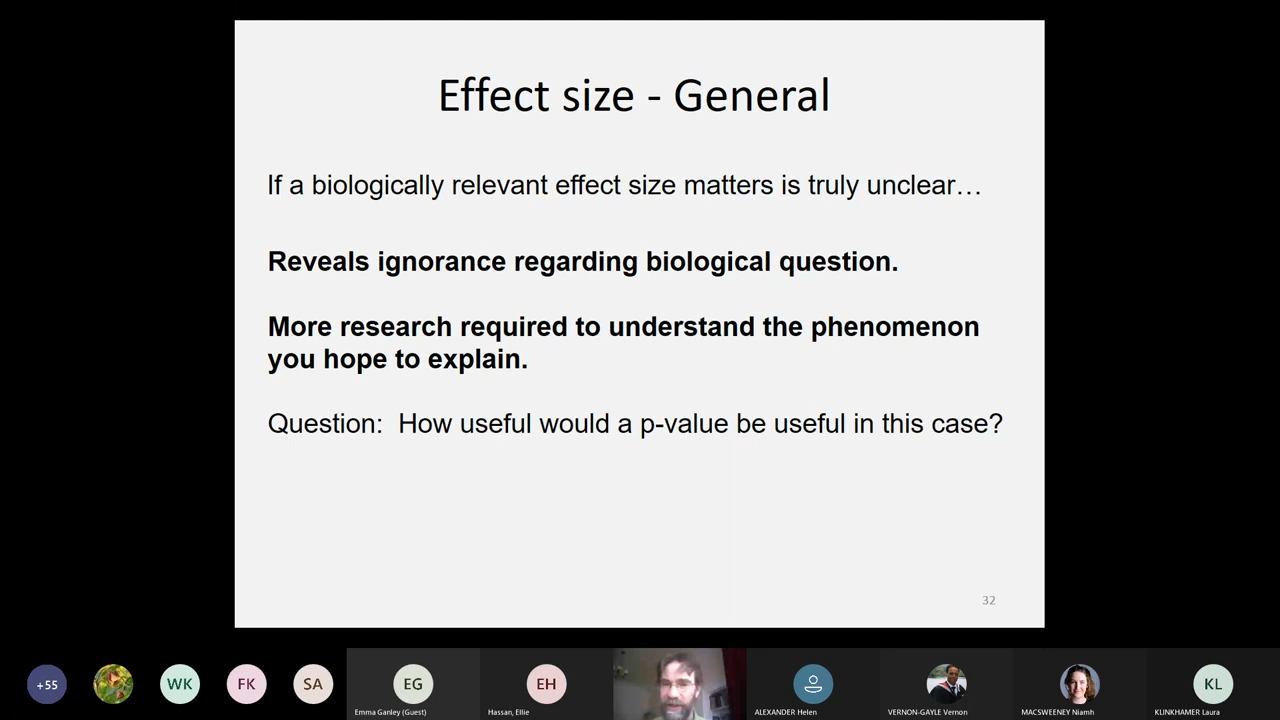 Effect size - General
If a biologically relevant effect size matters is truly unclear…
Reveals ignorance regarding biological question.
More research required to understand the phenomenon
you hope to explain.
Question:  How useful would a p-value be useful in this case?
32
+55
WK
FK
SA
EG
EH
KL
Emma Ganley (Guest)
Hassan, Ellie
ALEXANDER Helen
VERNON-GAYLE Vernon
MACSWEENEY Niamh
KLINKHAMER Laura